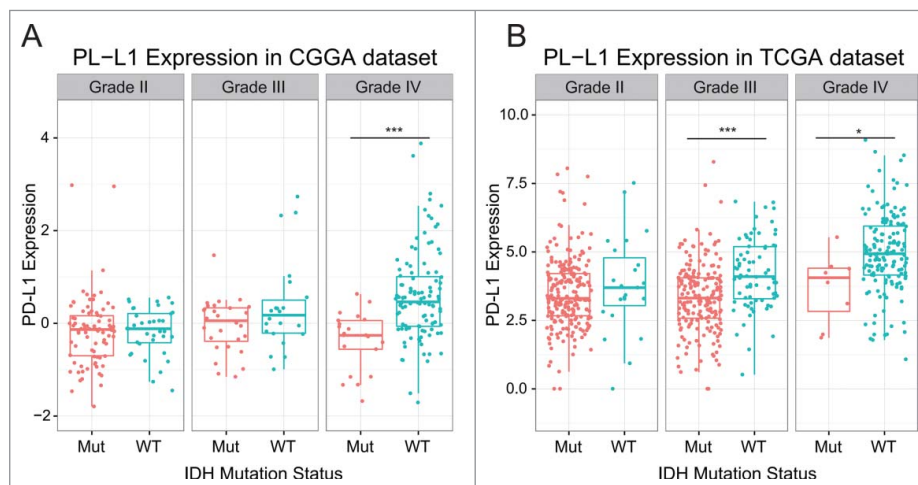 A
PL-L1 Expression in CGGA dataset
Grade II Grade III Grade IV
***
4
2
0
−2
PD-L1 Expression
Mut WT Mut WT Mut WT
IDH Mutation Status
B
PL-L1 Expression in TCGA dataset
Grade II Grade III Grade IV
*** *
10.0
7.5
5.0
2.5
0.0
PD-L1 Expression
Mut WT Mut WT Mut WT
IDH Mutation Status